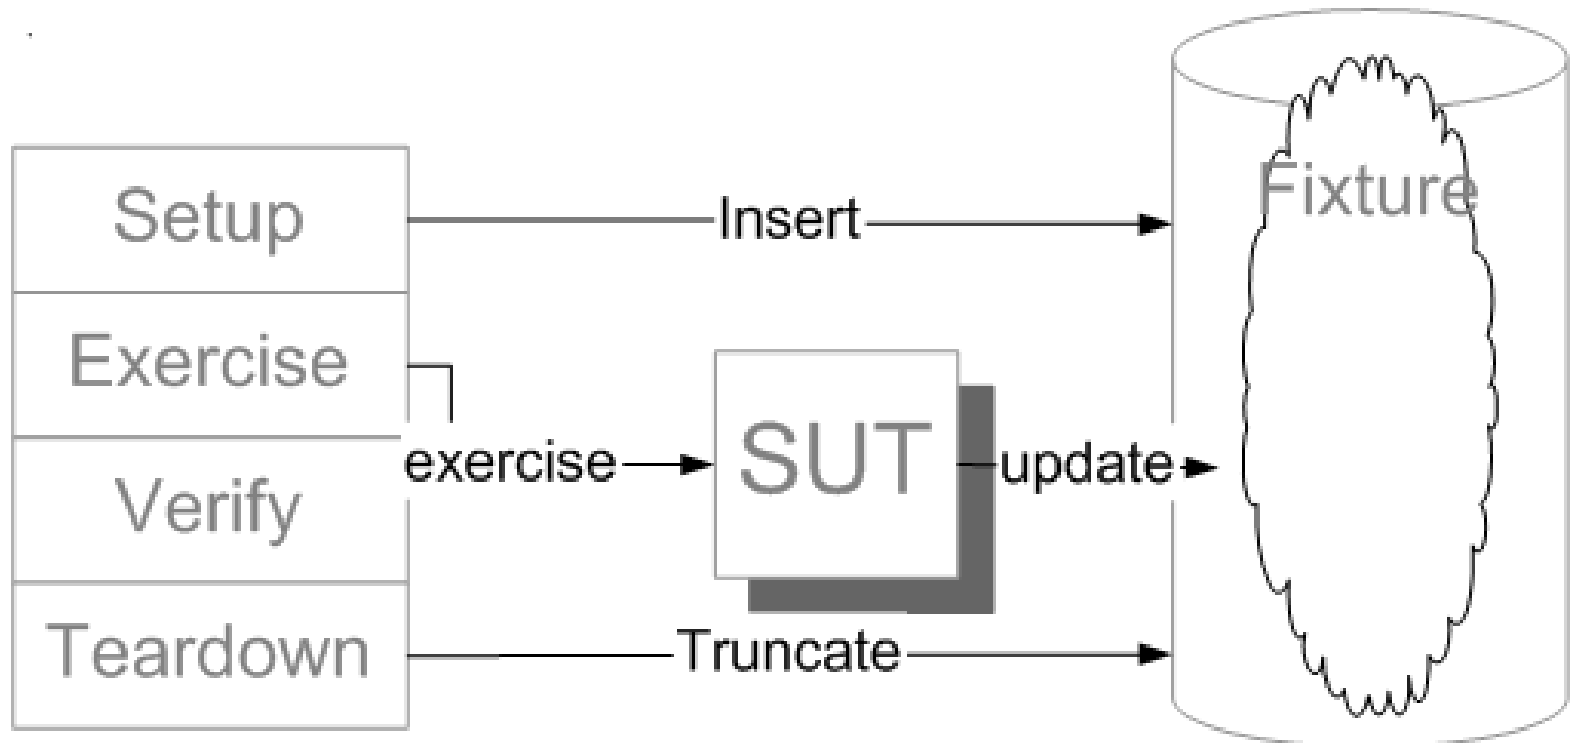 Setup
Insert
Fixture
Exercise
exercise
SUT
update
Verify
Teardown
Truncate